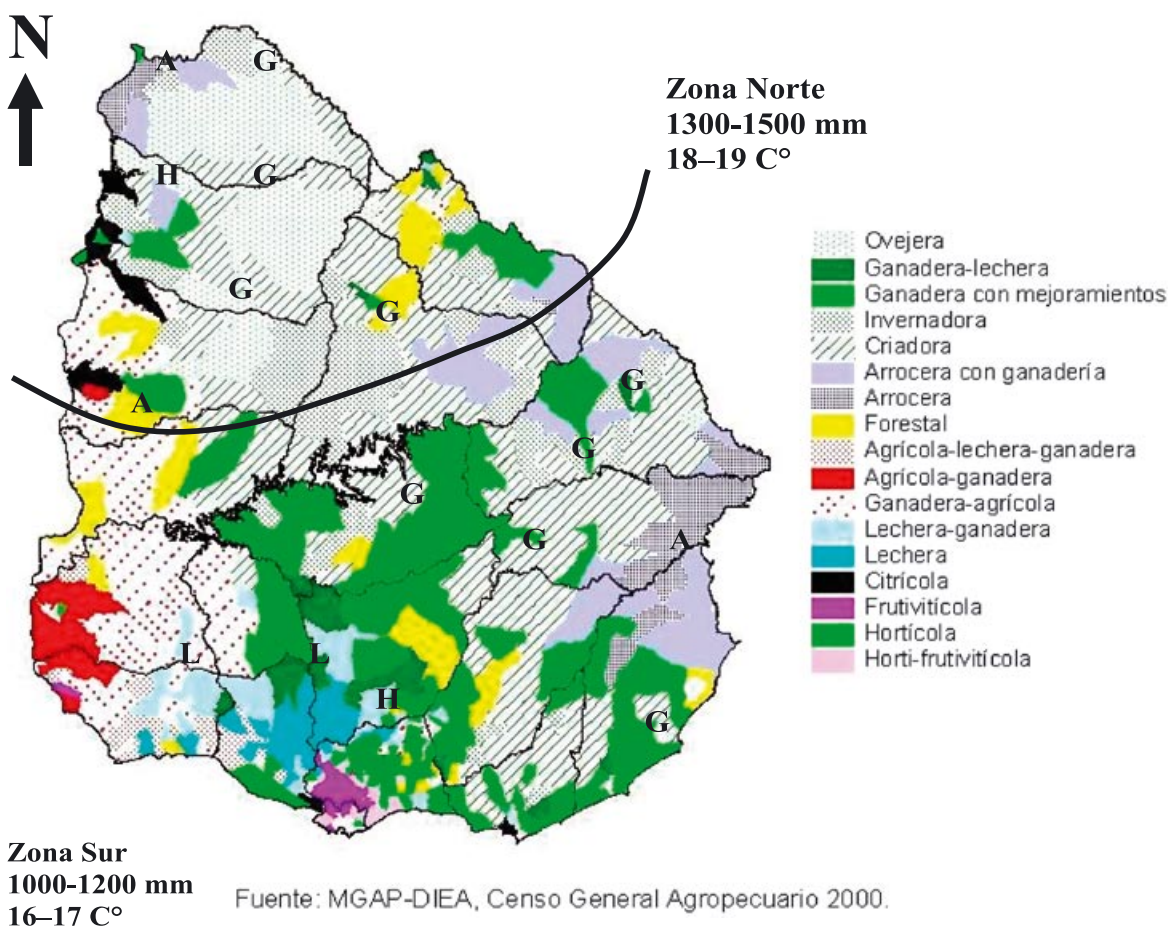 N
A
G
Zona Norte
1300-1500 mm
18–19 C°
H
G
G
G
A
G
G
G
G
A
L
L
H
G
Ovejera
Ganadera-lechera
Ganadera con mejoramientos
Invernadora
Criadora
Arrocera con ganadería
Arrocera
Forestal
Agrícola-lechera-ganadera
Agrícola-ganadera
Ganadera-agrícola
Lechera-ganadera
Lechera
Citrícola
Frutivitícola
Hortícola
Horti-frutivitícola
Zona Sur
1000-1200 mm
16–17 C°
Fuente: MGAP-DIEA, Censo General Agropecuario 2000.